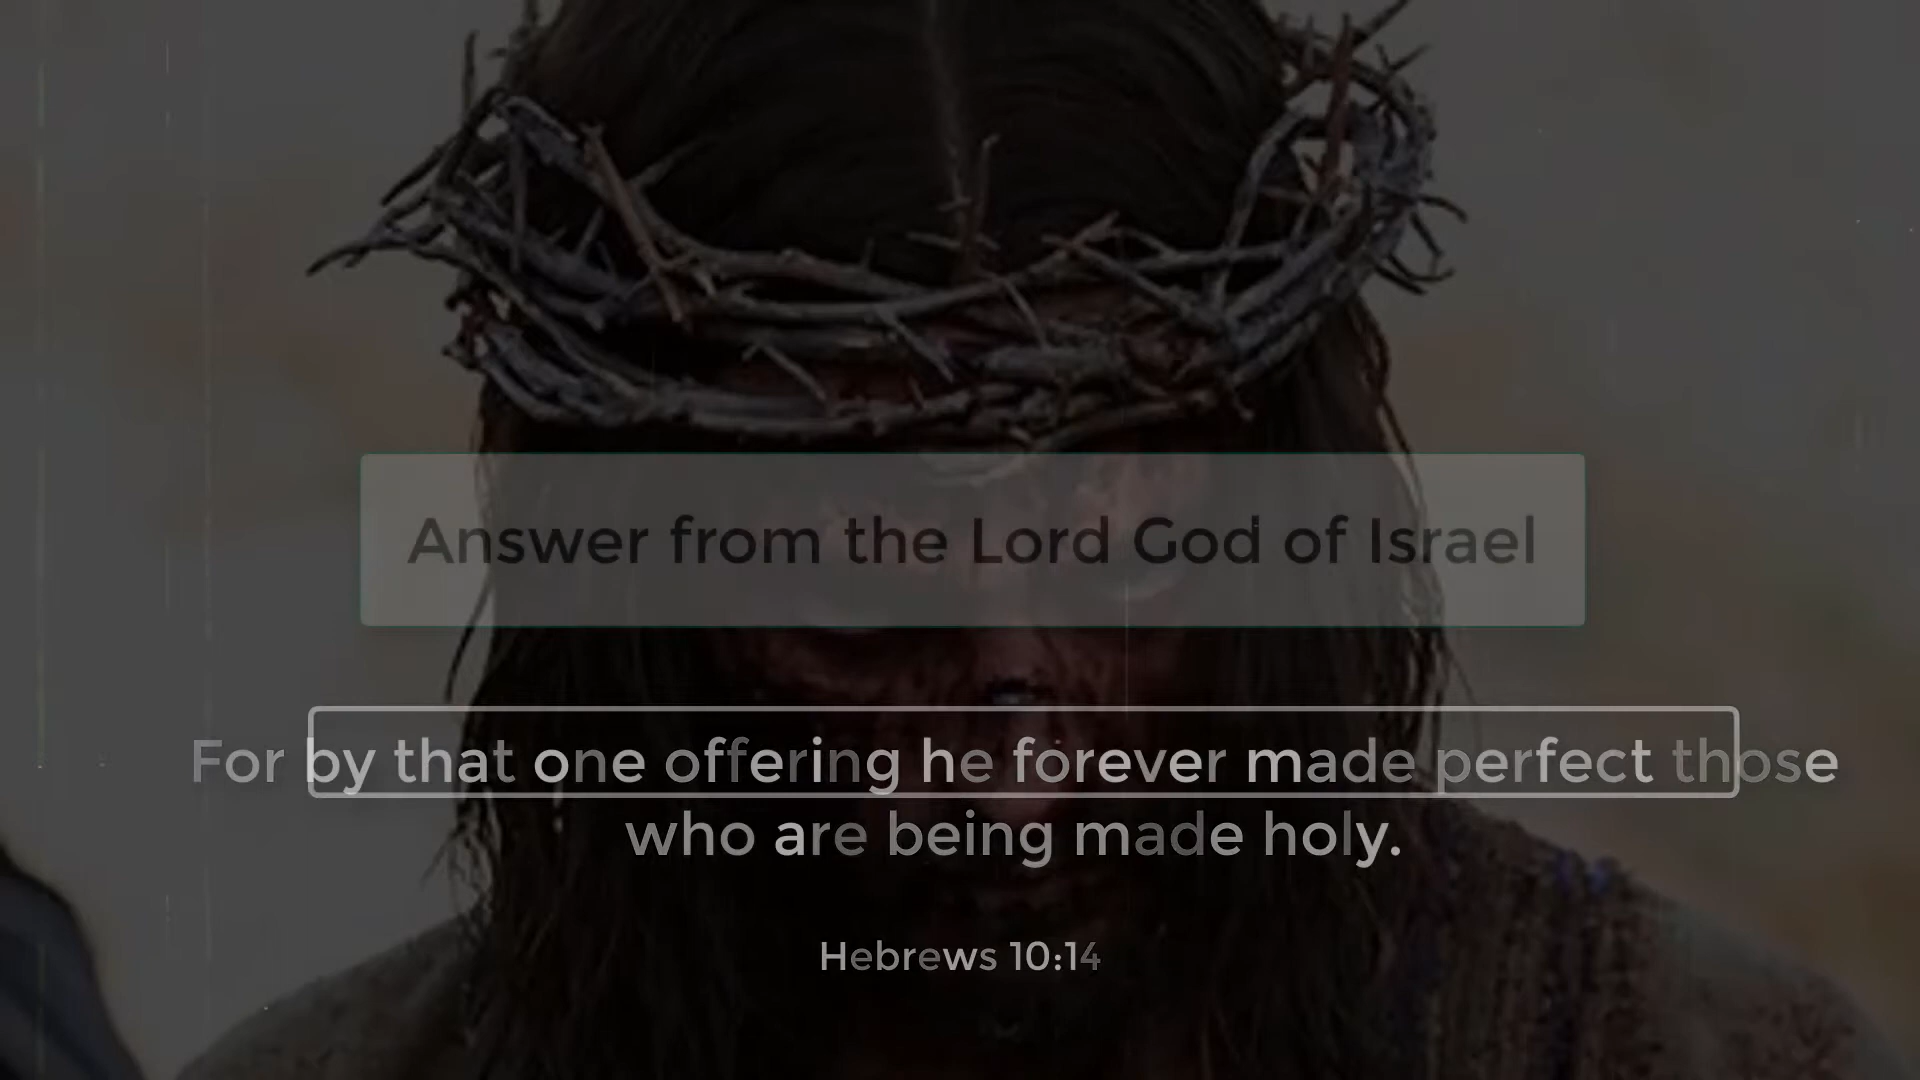 Answer from the Lord God of Israel
For by that one offering he forever made perfect those
who are being made holy.
Hebrews 10:14